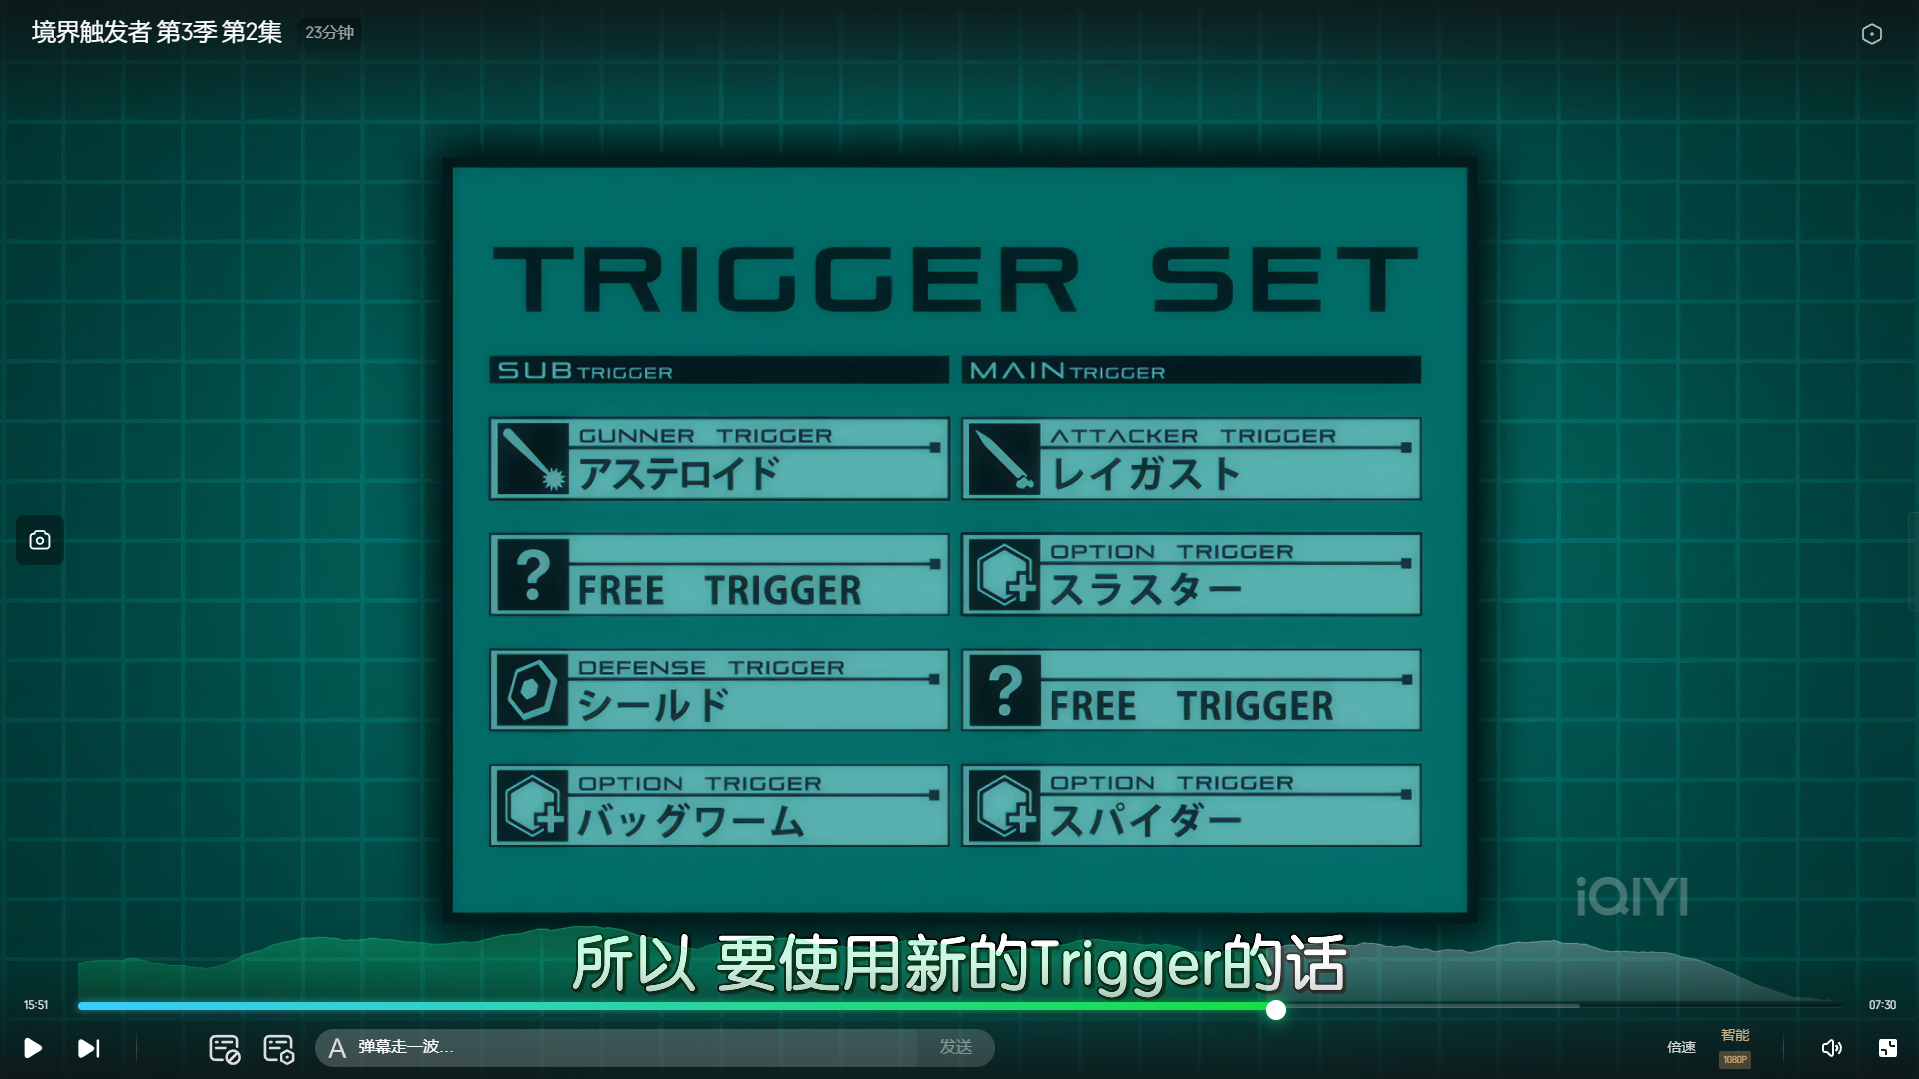 境界触发者 第3季 第2集 23分钟
TRIGGER SET
SUB TRIGGER
MAIN TRIGGER
GUNNER TRIGGER
アステロイド
ATTACKER TRIGGER
レイガスト
FREE TRIGGER
OPTION TRIGGER
スラスター
DEFENSE TRIGGER
シールド
FREE TRIGGER
OPTION TRIGGER
バッグワーム
OPTION TRIGGER
スパイダー
iQIYI
所以 要使用新的Trigger的话
15:51
07:30
A 弹幕走一波... 发送
倍速
智能
1080P